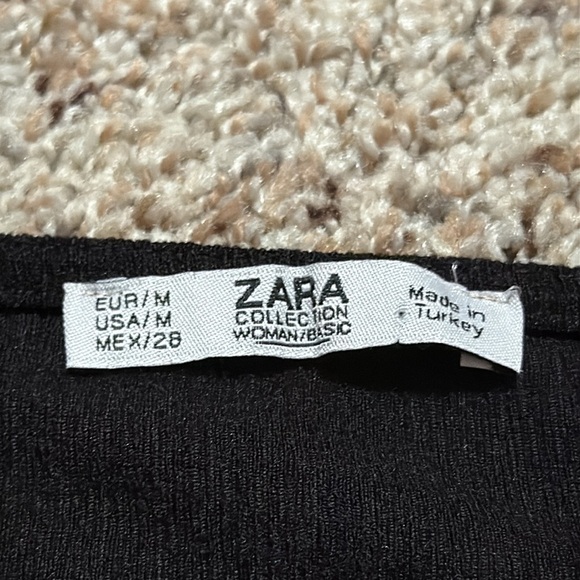 EUR/M
USA/M
MEX/28
ZARA
COLLECTION
WOMAN/BASIC
Made in
Turkey